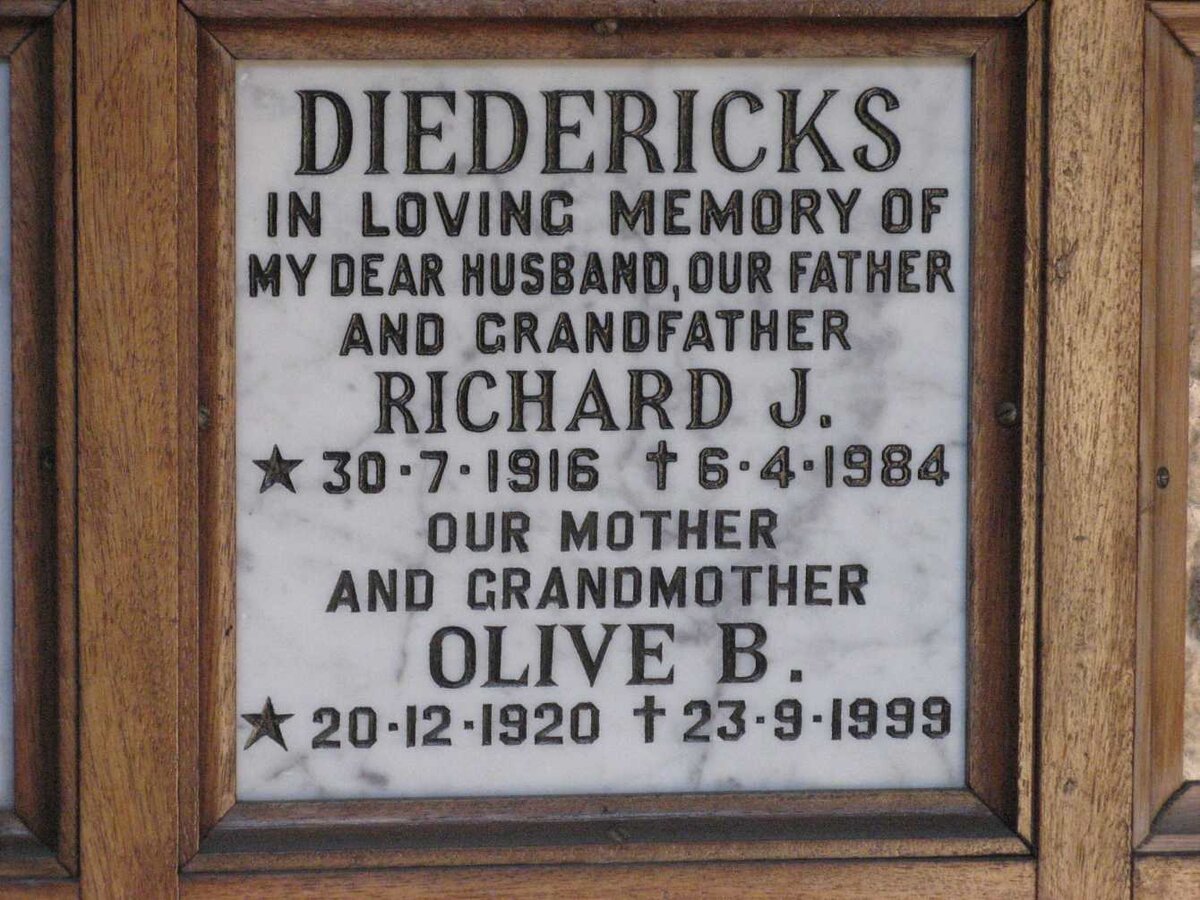 DIEDERICKS
IN LOVING MEMORY OF
MY DEAR HUSBAND, OUR FATHER
AND GRANDFATHER
RICHARD J.
★ 30·7·1916 † 6·4·1984
OUR MOTHER
AND GRANDMOTHER
OLIVE B.
★ 20·12·1920 † 23·9·1999